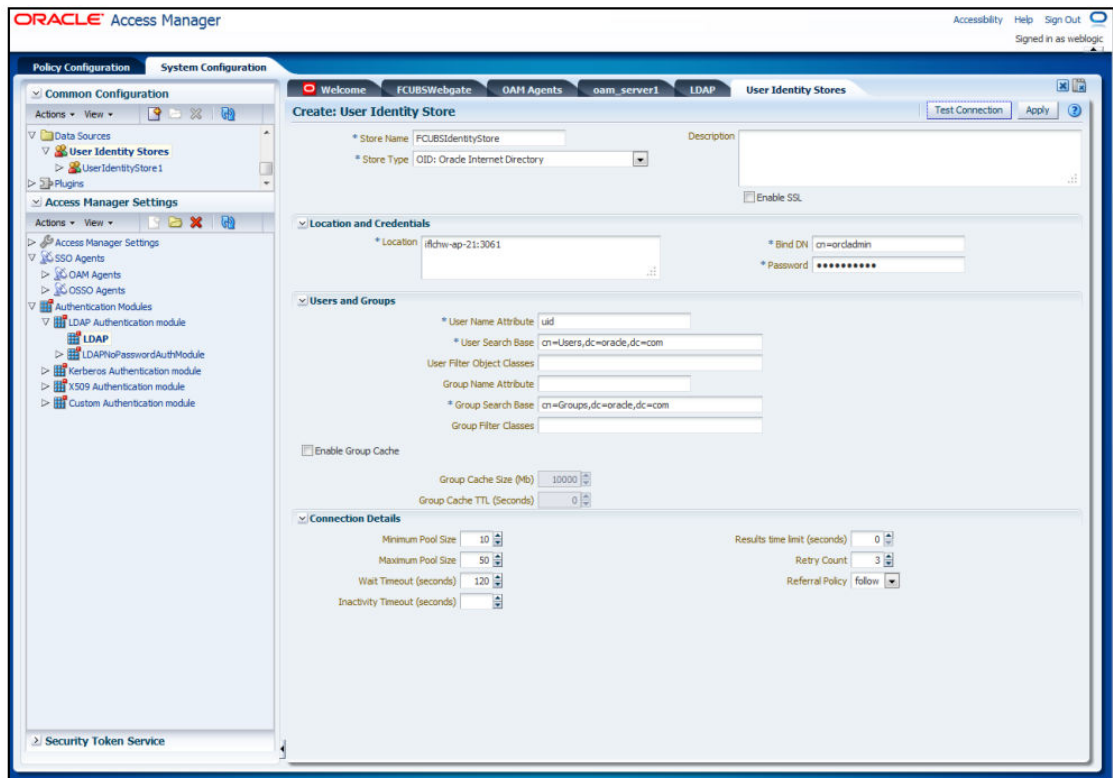 ORACLE Access Manager
Accessibility Help Sign Out
Signed in as weblogic
Policy Configuration System Configuration
Common Configuration
Actions View
Data Sources
User Identity Stores
UserIdentityStore1
Plugins
Access Manager Settings
Actions View
Access Manager Settings
SSO Agents
OAM Agents
OSSO Agents
Authentication Modules
LDAP Authentication module
LDAP
LDAPNoPasswordAuthModule
Kerberos Authentication module
X509 Authentication module
Custom Authentication module
Security Token Service
Welcome FCUBSWebgate OAM Agents oam_server1 LDAP User Identity Stores
Create: User Identity Store Test Connection Apply
* Store Name FCUBSIdentityStore Description
* Store Type OID: Oracle Internet Directory
Enable SSL
Location and Credentials
* Location iflchw-ap-21:3061 * Bind DN cn=orcladmin
* Password ••••••••••
Users and Groups
* User Name Attribute uid
* User Search Base cn=Users,dc=oracle,dc=com
User Filter Object Classes
Group Name Attribute
* Group Search Base cn=Groups,dc=oracle,dc=com
Group Filter Classes
Enable Group Cache
Group Cache Size (Mb) 10000
Group Cache TTL (Seconds) 0
Connection Details
Minimum Pool Size 10 Results time limit (seconds) 0
Maximum Pool Size 50 Retry Count 3
Wait Timeout (seconds) 120 Referral Policy follow
Inactivity Timeout (seconds)